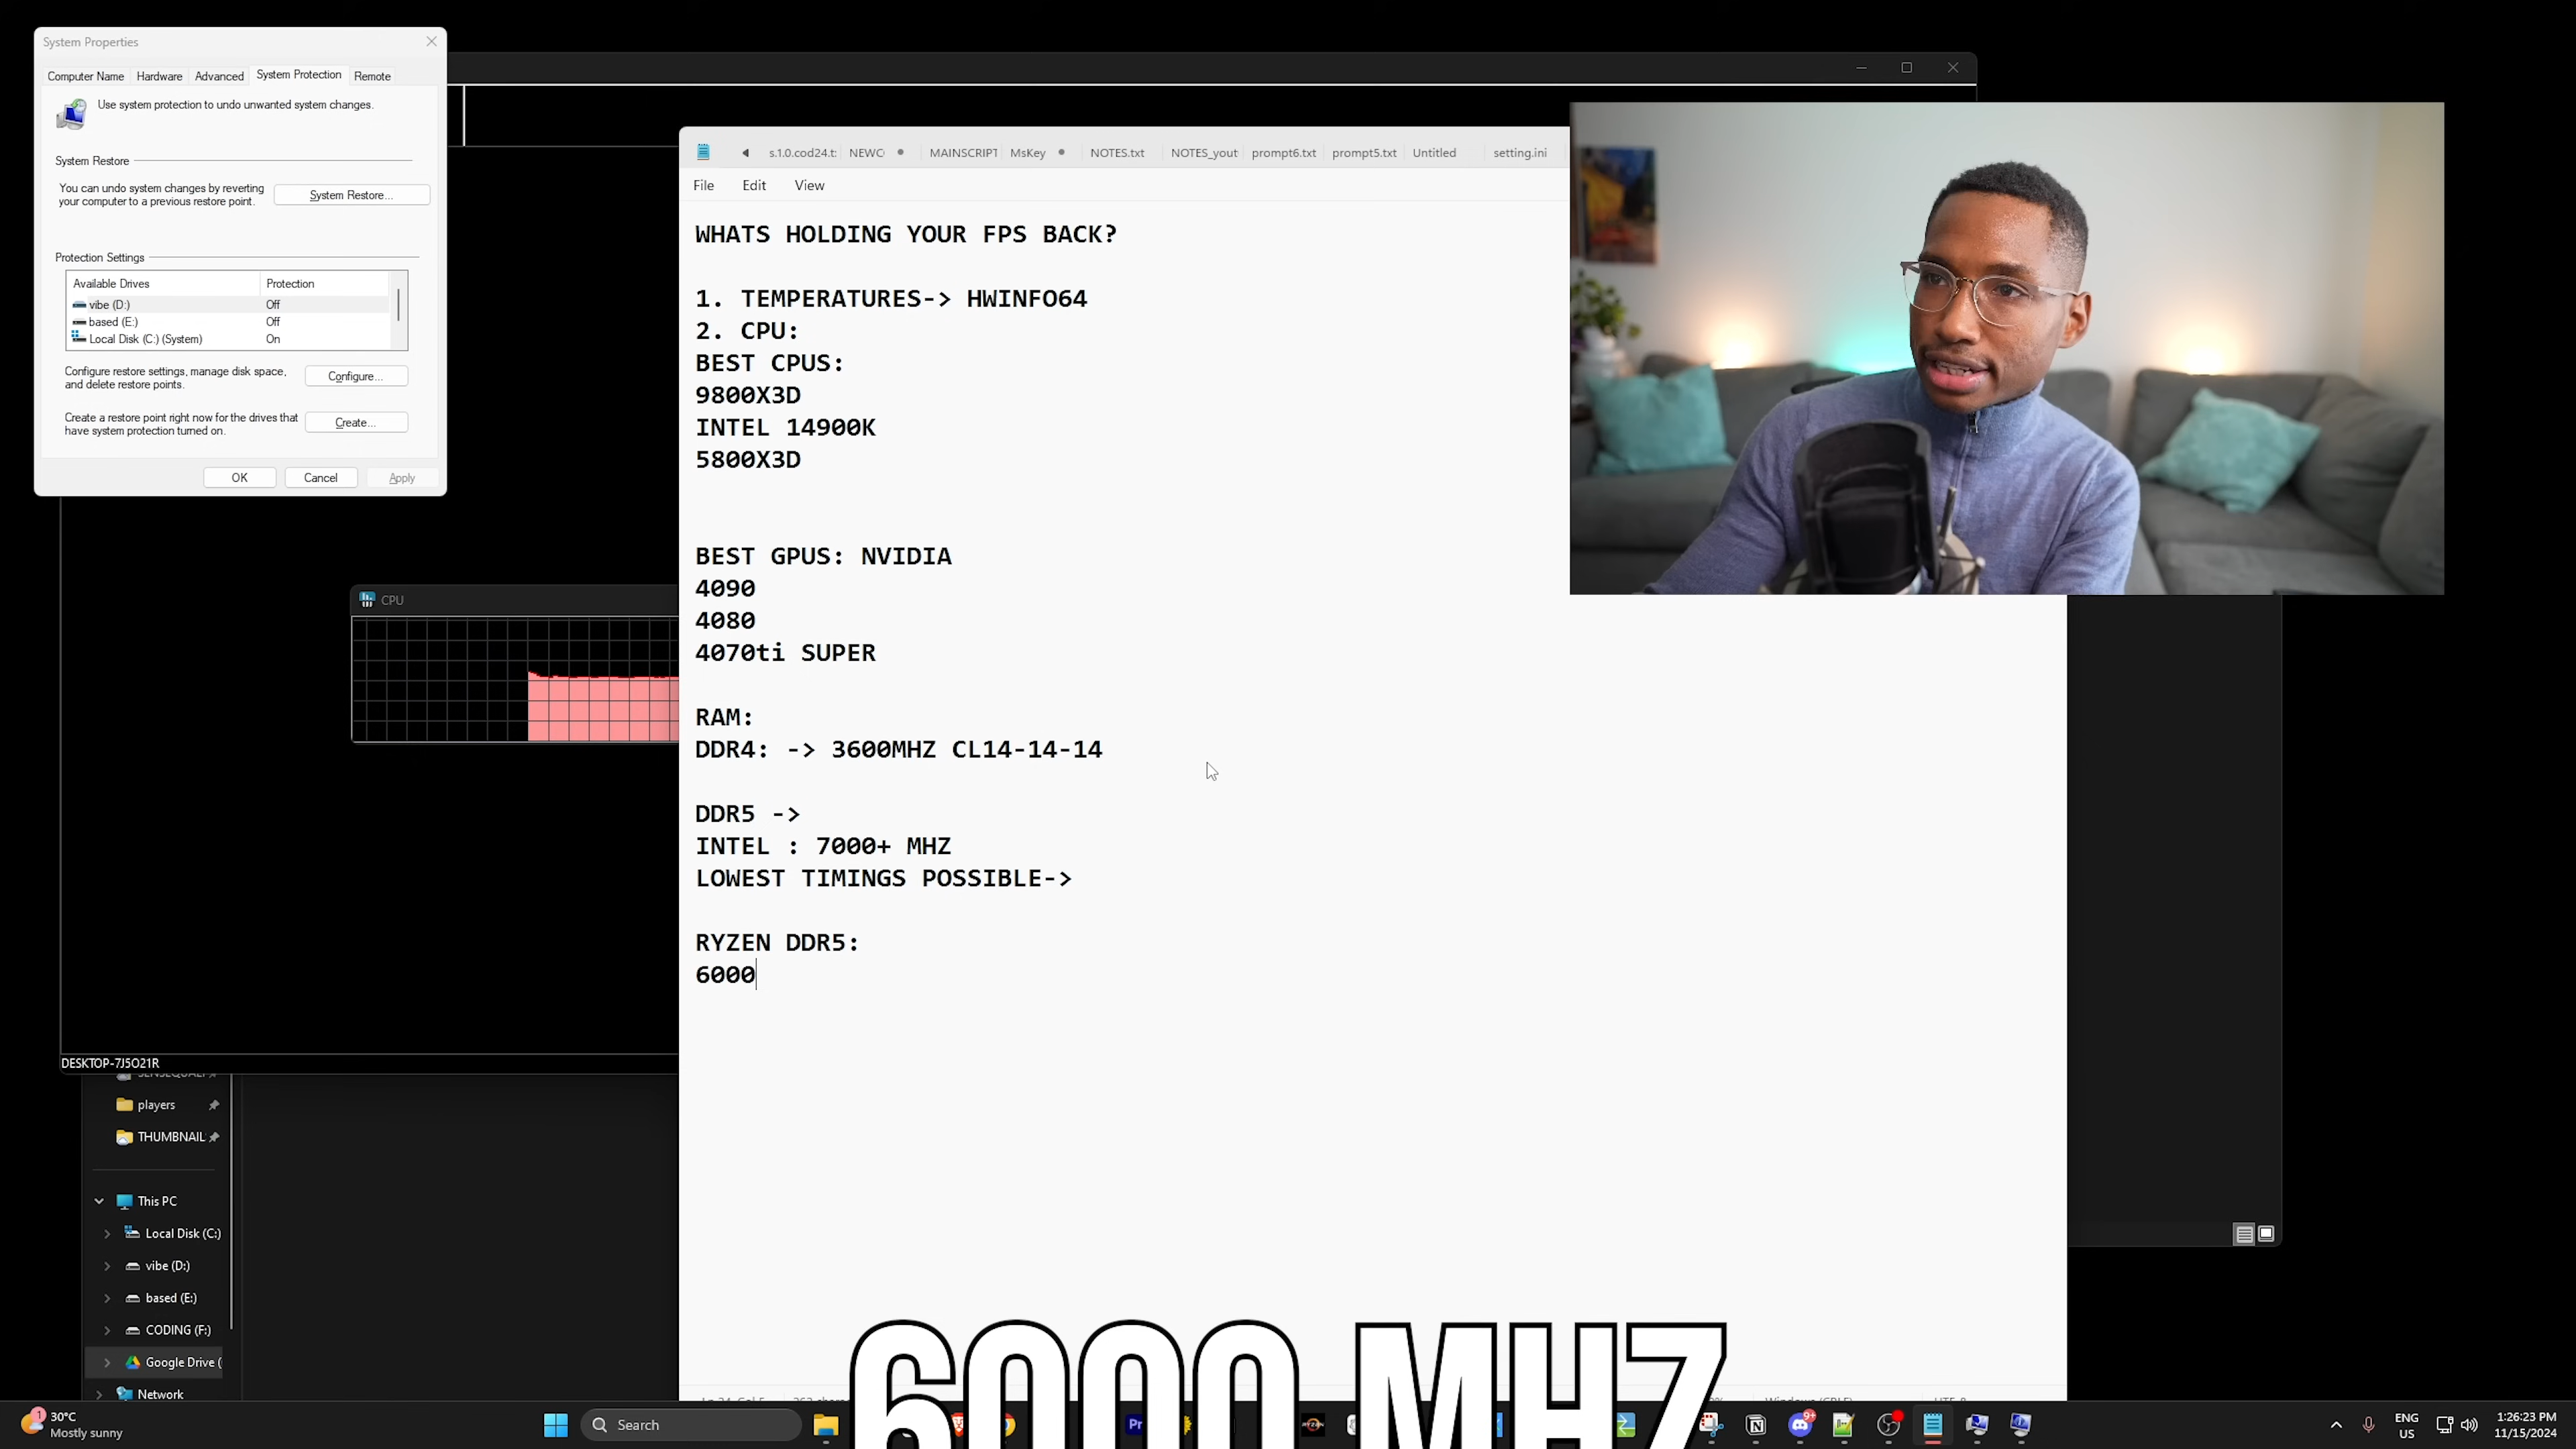 System Properties
Computer Name
Hardware
Advanced
System Protection
Remote
Use system protection to undo unwanted system changes.
System Restore
You can undo system changes by reverting
your computer to a previous restore point.
System Restore...
Protection Settings
Available Drives
Protection
vibe (D:)
Off
based (E:)
Off
Local Disk (C:) (System)
On
Configure restore settings, manage disk space,
and delete restore points.
Configure...
Create a restore point right now for the drives that
have system protection turned on.
Create...
OK
Cancel
Apply
CPU
DESKTOP-7J5O21R
players
THUMBNAIL
This PC
Local Disk (C:)
vibe (D:)
based (E:)
CODING (F:)
Google Drive (
Network
s.1.0.cod24.t:
NEWC
MAINSCRIPT
MsKey
NOTES.txt
NOTES_yout
prompt6.txt
prompt5.txt
Untitled
setting.ini
File
Edit
View
WHATS HOLDING YOUR FPS BACK?
1. TEMPERATURES-> HWINFO64
2. CPU:
BEST CPUS:
9800X3D
INTEL 14900K
5800X3D
BEST GPUS: NVIDIA
4090
4080
4070ti SUPER
RAM:
DDR4: -> 3600MHZ CL14-14-14
DDR5 ->
INTEL : 7000+ MHZ
LOWEST TIMINGS POSSIBLE->
RYZEN DDR5:
6000
6000 MHZ
30°C
Mostly sunny
Search
Pr
ENG
US
1:26:23 PM
11/15/2024